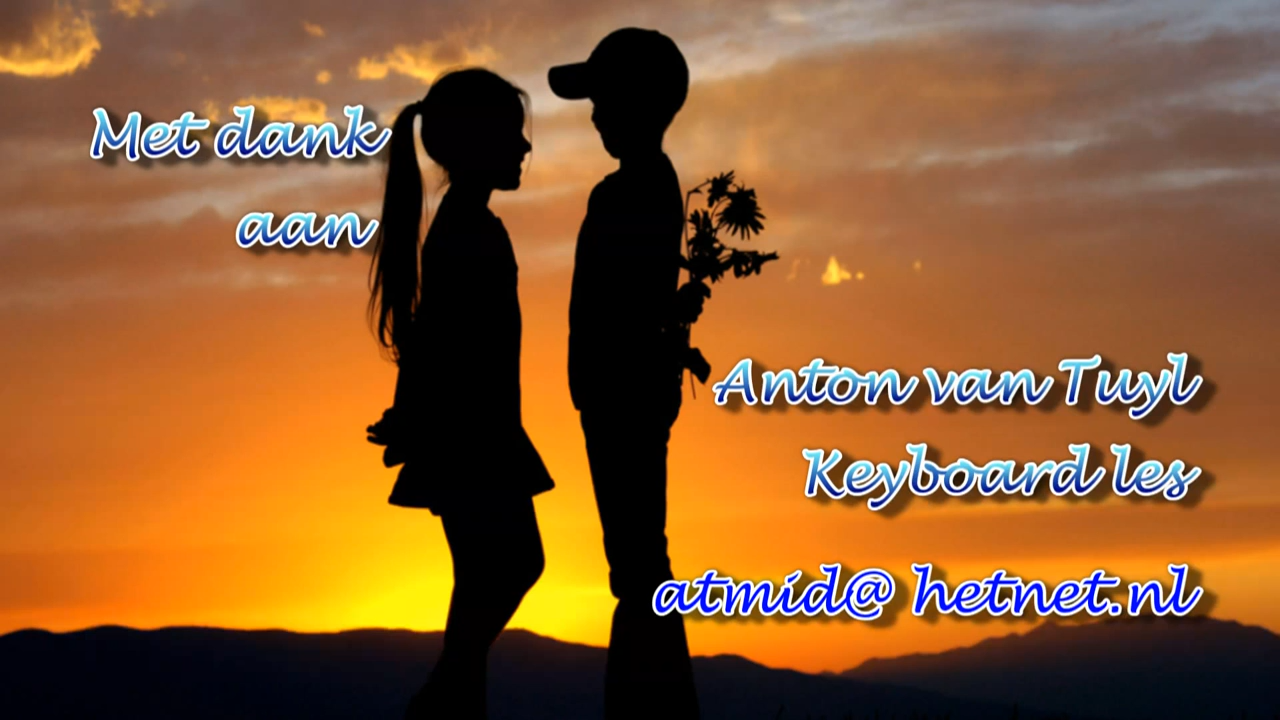 Met dank
aan
Anton van Tuyl
Keyboard les
atmid@ hetnet.nl